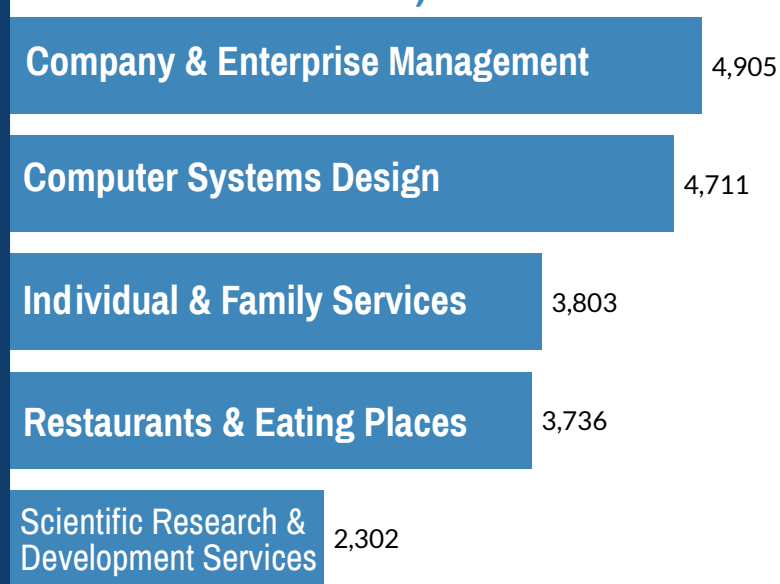 Company & Enterprise Management
4,905
Computer Systems Design
4,711
Individual & Family Services
3,803
Restaurants & Eating Places
3,736
Scientific Research &
Development Services
2,302